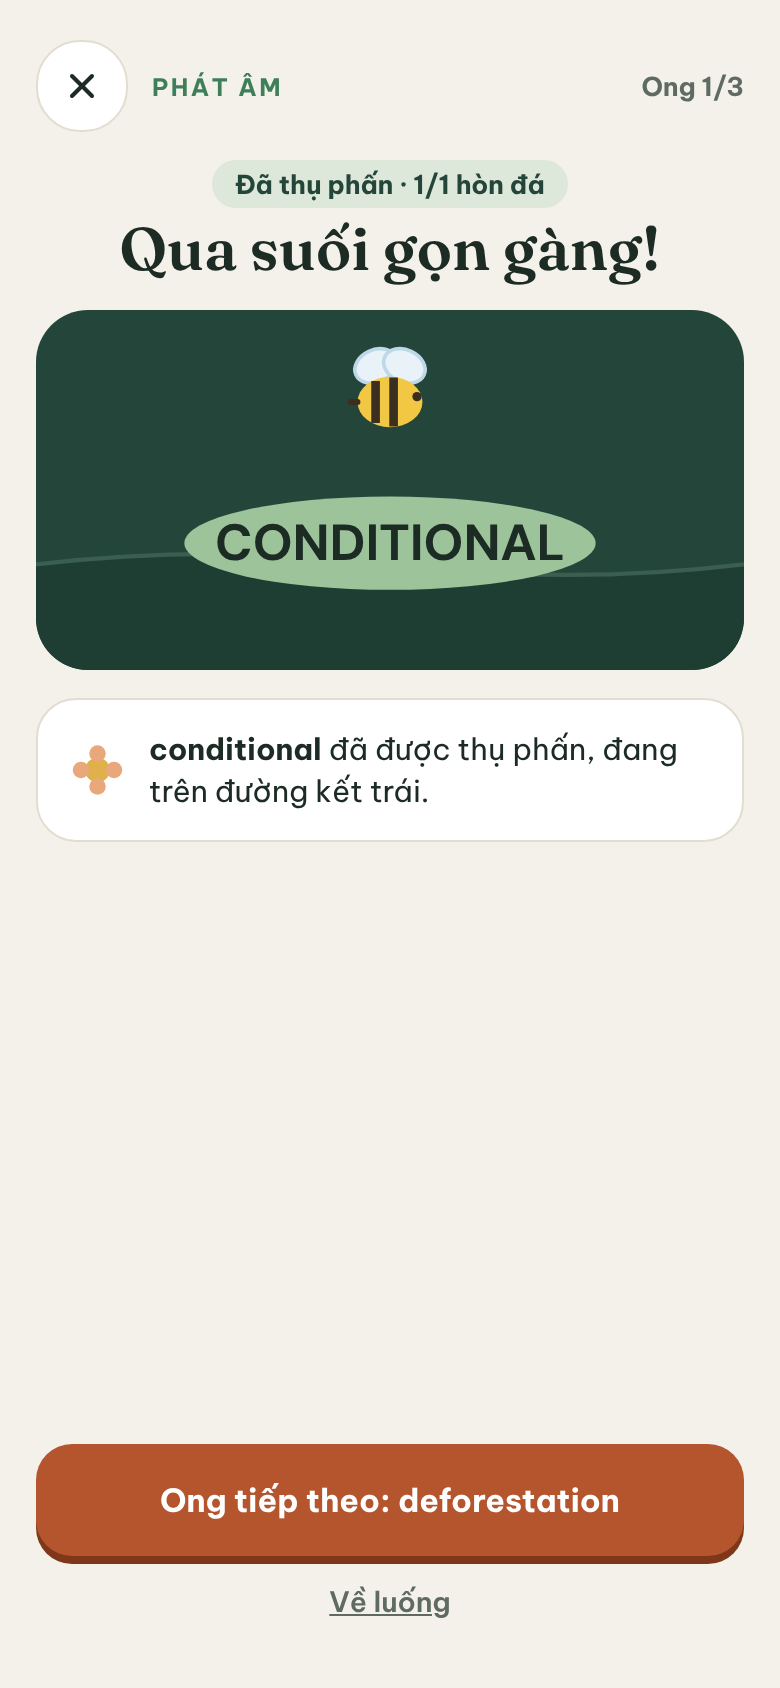 PHÁT ÂM
Ong 1/3
Đã thụ phấn · 1/1 hòn đá
Qua suối gọn gàng!
CONDITIONAL
conditional đã được thụ phấn, đang
trên đường kết trái.
Ong tiếp theo: deforestation
Về luống